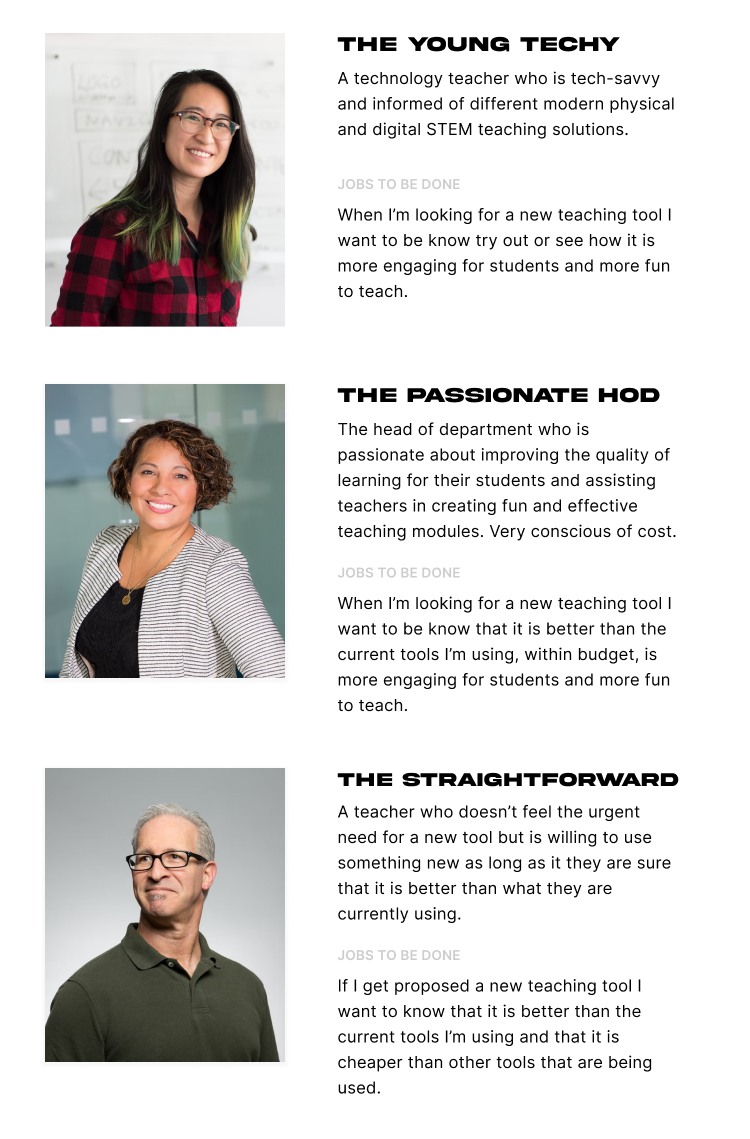 THE YOUNG TECHY
A technology teacher who is tech-savvy
and informed of different modern physical
and digital STEM teaching solutions.
JOBS TO BE DONE
When I’m looking for a new teaching tool I
want to be know try out or see how it is
more engaging for students and more fun
to teach.
THE PASSIONATE HOD
The head of department who is
passionate about improving the quality of
learning for their students and assisting
teachers in creating fun and effective
teaching modules. Very conscious of cost.
JOBS TO BE DONE
When I’m looking for a new teaching tool I
want to be know that it is better than the
current tools I’m using, within budget, is
more engaging for students and more fun
to teach.
THE STRAIGHTFORWARD
A teacher who doesn’t feel the urgent
need for a new tool but is willing to use
something new as long as it they are sure
that it is better than what they are
currently using.
JOBS TO BE DONE
If I get proposed a new teaching tool I
want to know that it is better than the
current tools I’m using and that it is
cheaper than other tools that are being
used.